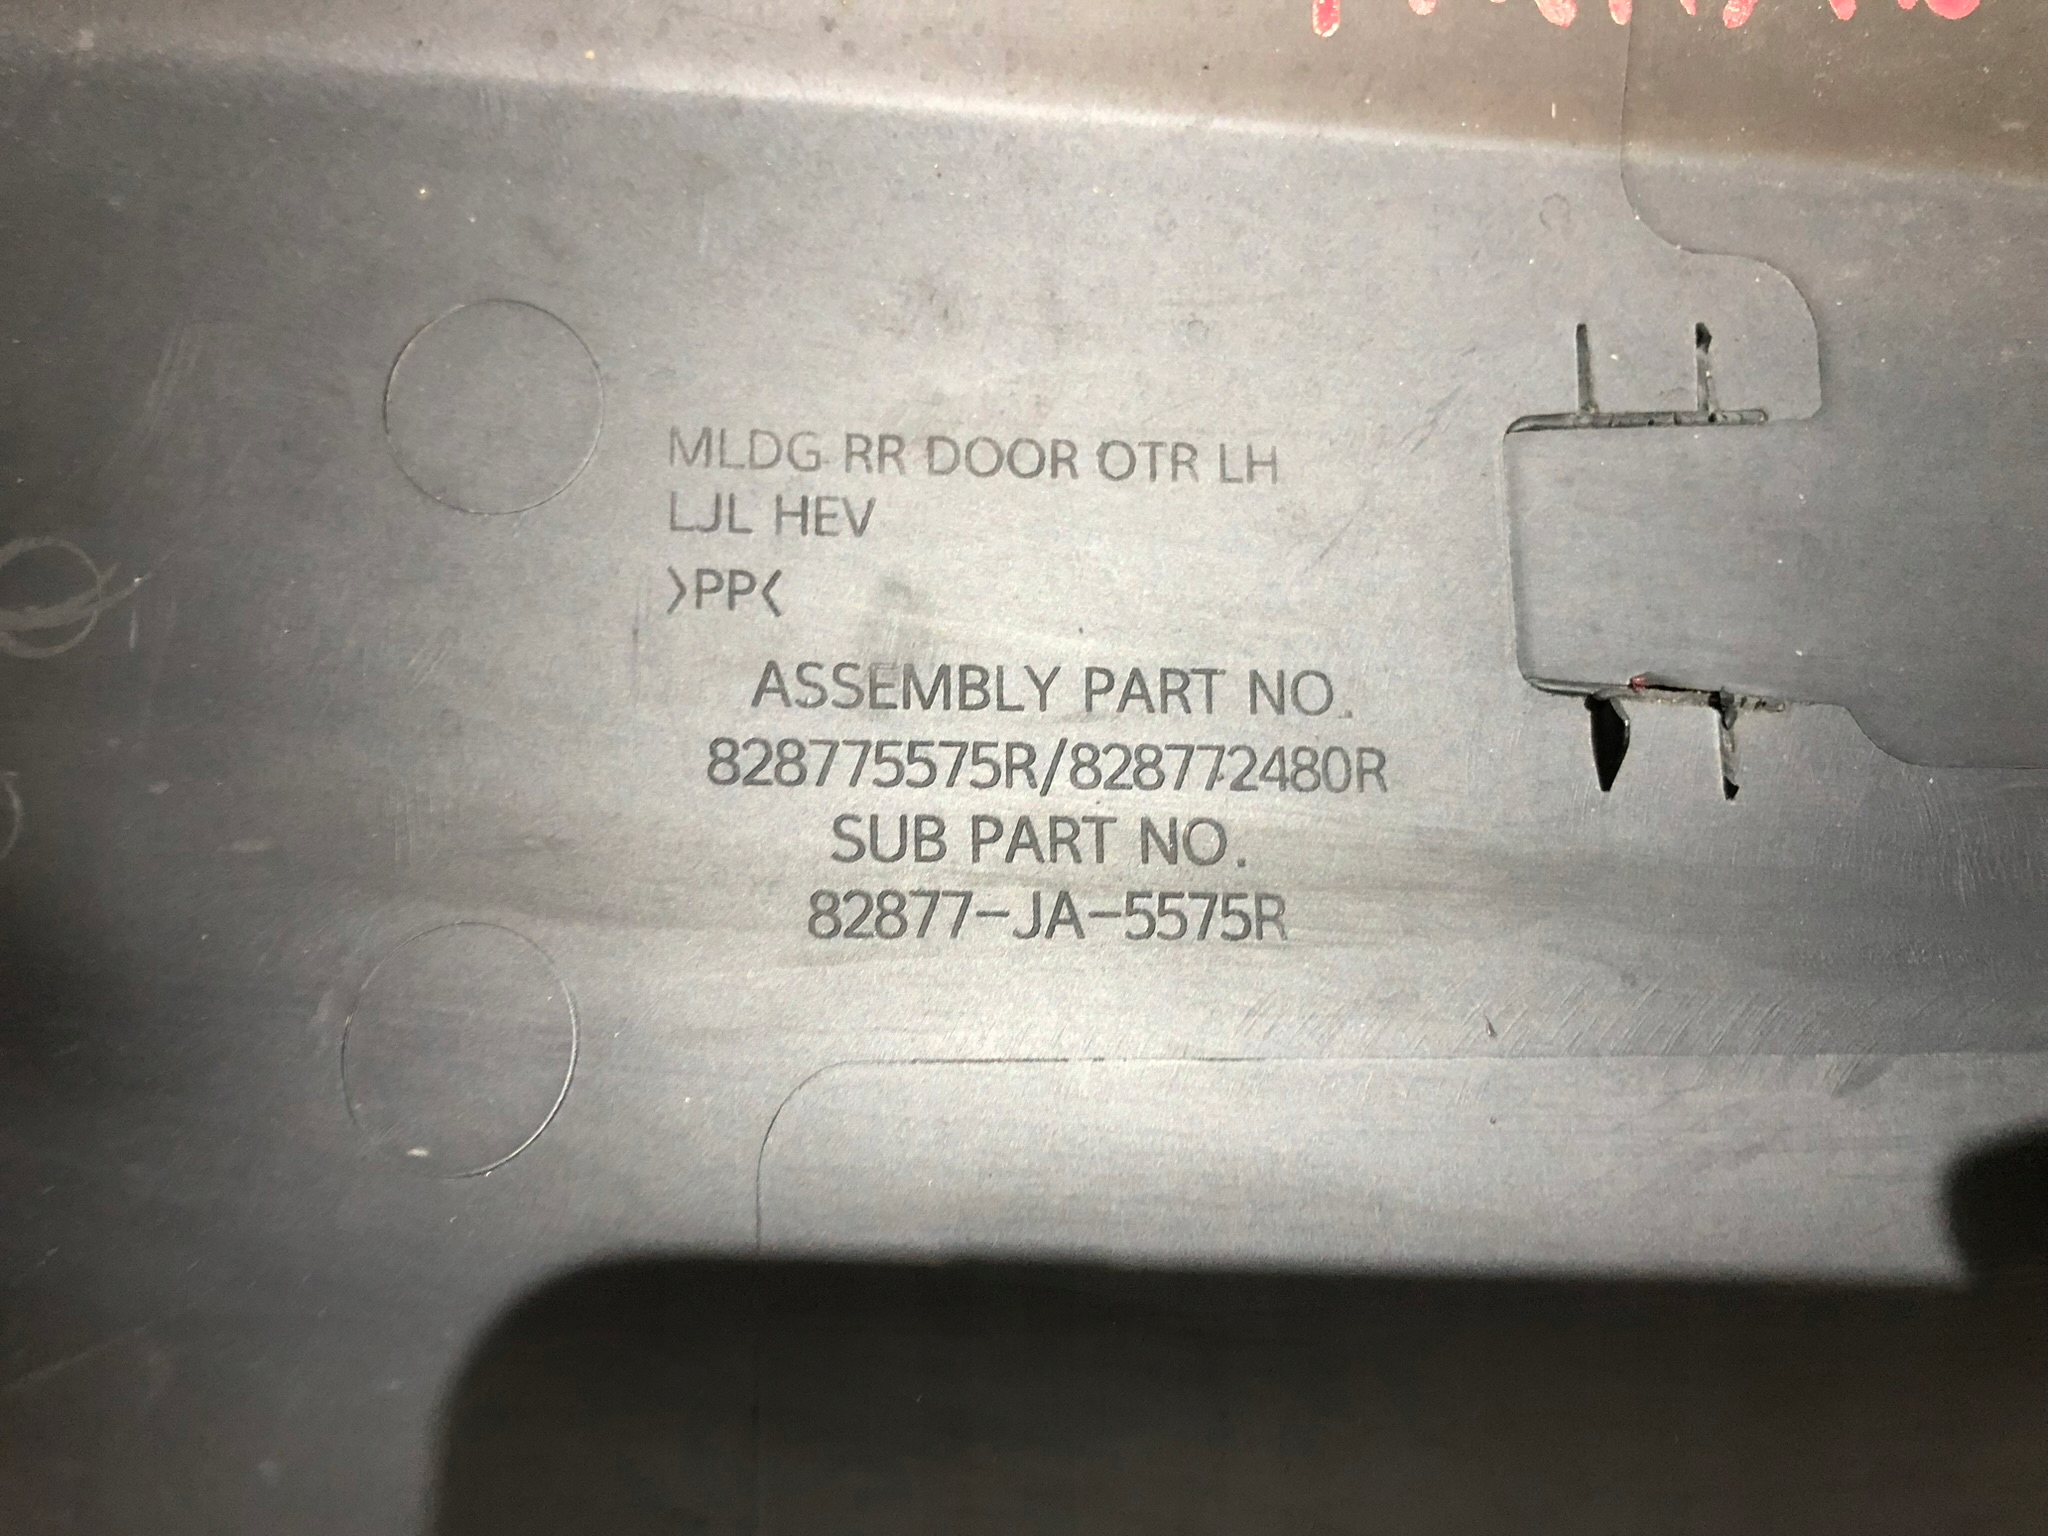 MLDG RR DOOR OTR LH
LJL HEV
>PP<
ASSEMBLY PART NO.
828775575R/828772480R
SUB PART NO.
82877-JA-5575R